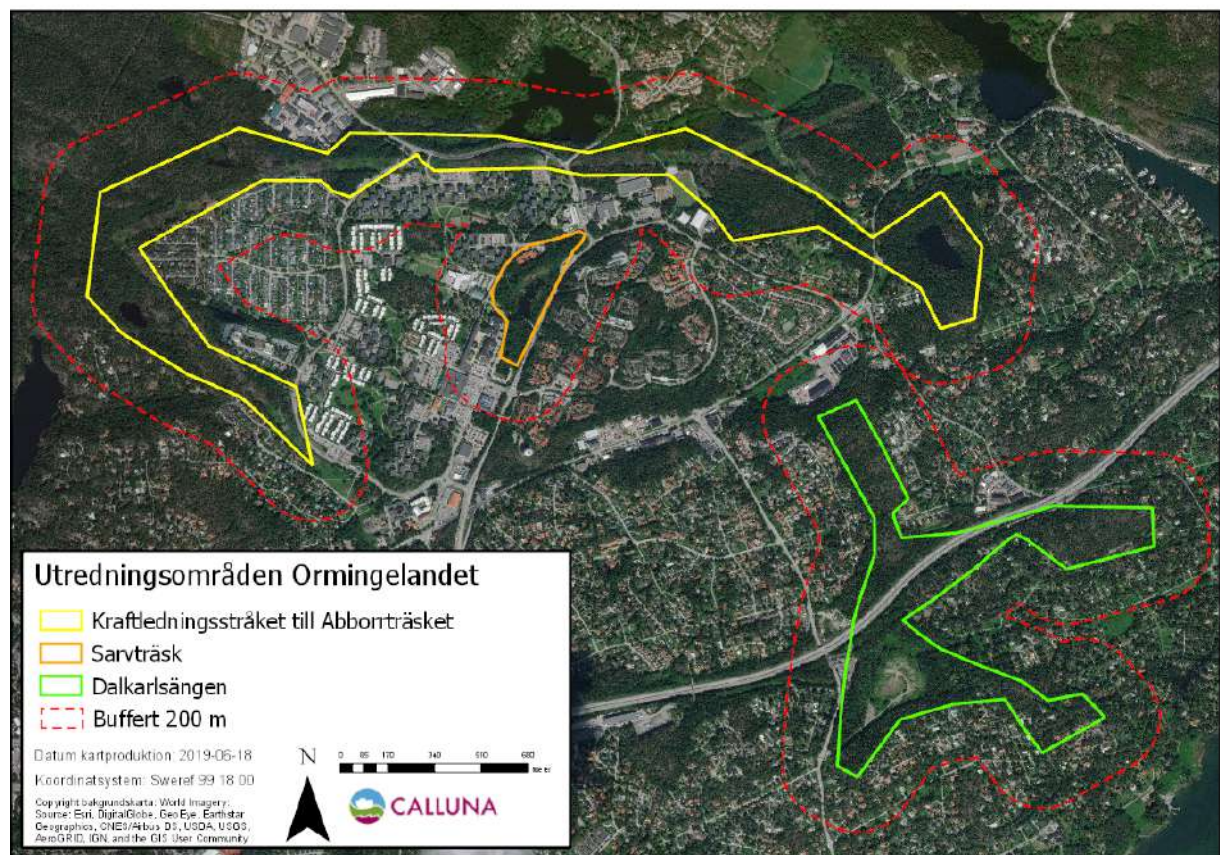 Utredningsområden Ormingelandet
Kraftledningsstråket till Abborrträsket
Sarvträsk
Dalkarlsängen
Buffert 200 m
Datum kartproduktion: 2019-06-18
Koordinatsystem: Sweref 99 18 00
Copyright bakgrundskarta: World Imagery;
Source: Esri, DigitalGlobe, GeoEye, Earthstar
Geographics, CNES/Airbus DS, USDA, USGS,
AeroGRID, IGN, and the GIS User Community
N
0 85 170 340 510 680
CALLUNA